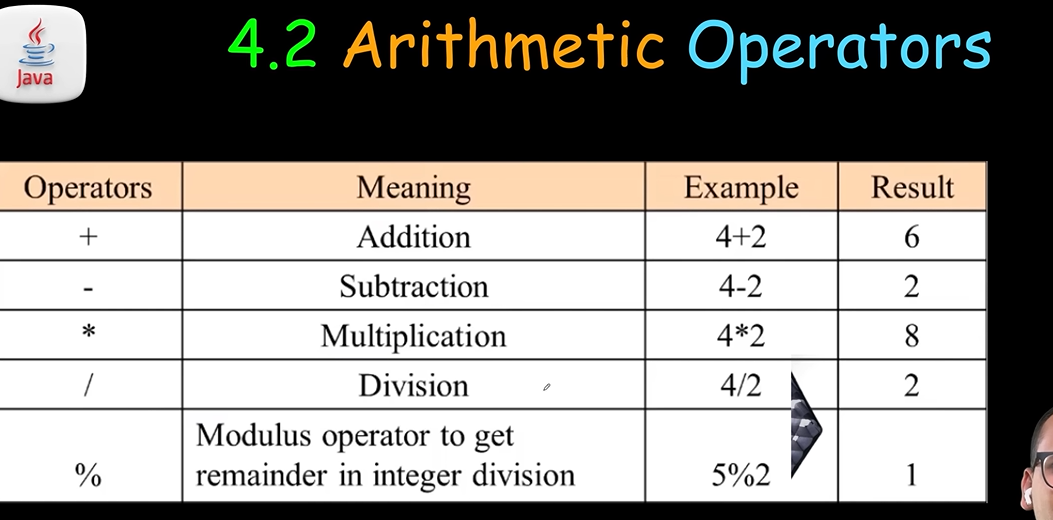 Java
4.2 Arithmetic Operators
Operators Meaning Example Result
+ Addition 4+2 6
- Subtraction 4-2 2
* Multiplication 4*2 8
/ Division 4/2 2
Modulus operator to get
% remainder in integer division 5%2 1